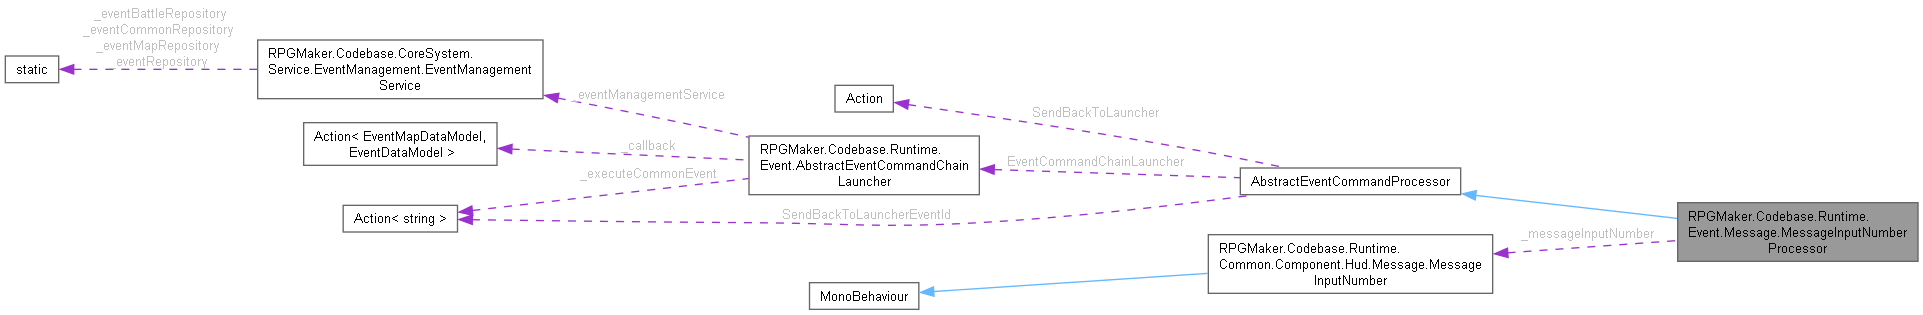 _eventBattleRepository
_eventCommonRepository
_eventMapRepository
_eventRepository
static
RPGMaker.Codebase.CoreSystem.
Service.EventManagement.EventManagement
Service
_eventManagementService
Action< EventMapDataModel,
EventDataModel >
_callback
_executeCommonEvent
Action< string >
SendBackToLauncherEventId
Action
SendBackToLauncher
RPGMaker.Codebase.Runtime.
Event.AbstractEventCommandChain
Launcher
EventCommandChainLauncher
AbstractEventCommandProcessor
RPGMaker.Codebase.Runtime.
Event.Message.MessageInputNumber
Processor
_messageInputNumber
RPGMaker.Codebase.Runtime.
Common.Component.Hud.Message.Message
InputNumber
MonoBehaviour